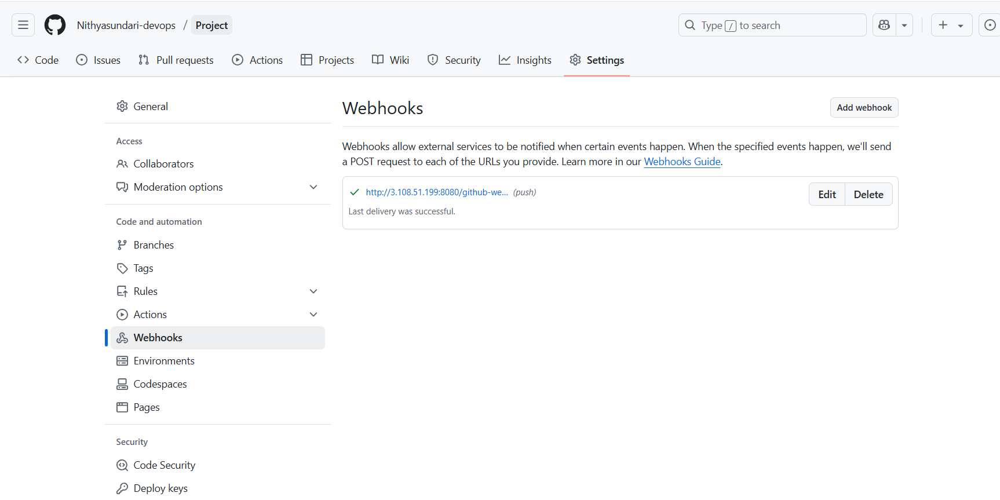 Nithyasundari-devops / Project
Type / to search
Code Issues Pull requests Actions Projects Wiki Security Insights Settings
General
Access
Collaborators
Moderation options
Code and automation
Branches
Tags
Rules
Actions
Webhooks
Environments
Codespaces
Pages
Security
Code Security
Deploy keys
Webhooks
Add webhook
Webhooks allow external services to be notified when certain events happen. When the specified events happen, we'll send
a POST request to each of the URLs you provide. Learn more in our Webhooks Guide.
http://3.108.51.199:8080/github-we... (push)
Edit Delete
Last delivery was successful.